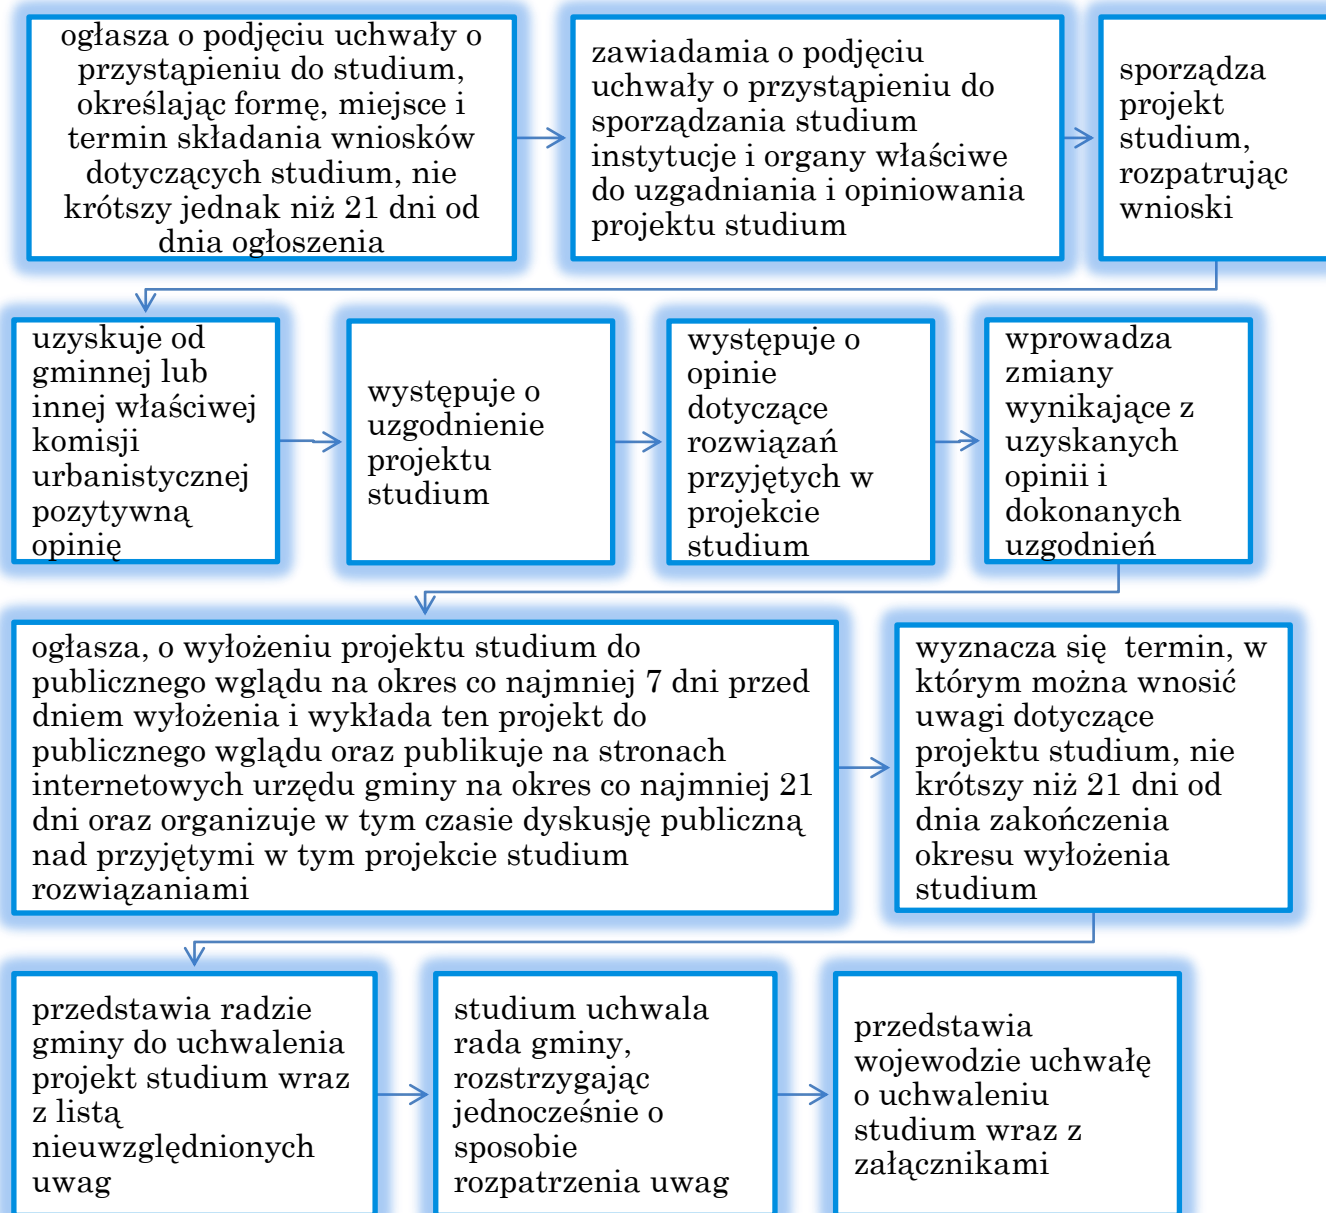 ogłasza o podjęciu uchwały o
przystąpieniu do studium,
określając formę, miejsce i
termin składania wniosków
dotyczących studium, nie
krótszy jednak niż 21 dni od
dnia ogłoszenia
zawiadamia o podjęciu
uchwały o przystąpieniu do
sporządzania studium
instytucje i organy właściwe
do uzgadniania i opiniowania
projektu studium
sporządza
projekt
studium,
rozpatrując
wnioski
uzyskuje od
gminnej lub
innej właściwej
komisji
urbanistycznej
pozytywną
opinię
występuje o
uzgodnienie
projektu
studium
występuje o
opinie
dotyczące
rozwiązań
przyjętych w
projekcie
studium
wprowadza
zmiany
wynikające z
uzyskanych
opinii i
dokonanych
uzgodnień
ogłasza, o wyłożeniu projektu studium do
publicznego wglądu na okres co najmniej 7 dni przed
dniem wyłożenia i wykłada ten projekt do
publicznego wglądu oraz publikuje na stronach
internetowych urzędu gminy na okres co najmniej 21
dni oraz organizuje w tym czasie dyskusję publiczną
nad przyjętymi w tym projekcie studium
rozwiązaniami
wyznacza się  termin, w
którym można wnosić
uwagi dotyczące
projektu studium, nie
krótszy niż 21 dni od
dnia zakończenia
okresu wyłożenia
studium
przedstawia radzie
gminy do uchwalenia
projekt studium wraz
z listą
nieuwzględnionych
uwag
studium uchwala
rada gminy,
rozstrzygając
jednocześnie o
sposobie
rozpatrzenia uwag
przedstawia
wojewodzie uchwałę
o uchwaleniu
studium wraz z
załącznikami